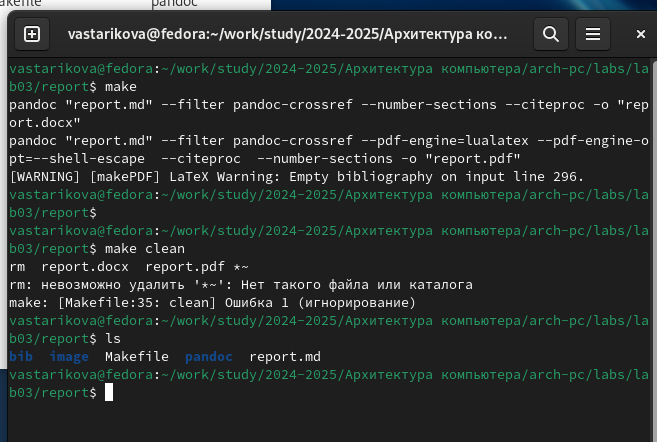 akefile pandoc
vastarikova@fedora:~/work/study/2024-2025/Архитектура ко...
vastarikova@fedora:~/work/study/2024-2025/Архитектура компьютера/arch-pc/labs/la
b03/report$ make
pandoc "report.md" --filter pandoc-crossref --number-sections --citeproc -o "rep
ort.docx"
pandoc "report.md" --filter pandoc-crossref --pdf-engine=lualatex --pdf-engine-o
pt=--shell-escape  --citeproc  --number-sections -o "report.pdf"
[WARNING] [makePDF] LaTeX Warning: Empty bibliography on input line 296.
vastarikova@fedora:~/work/study/2024-2025/Архитектура компьютера/arch-pc/labs/la
b03/report$
vastarikova@fedora:~/work/study/2024-2025/Архитектура компьютера/arch-pc/labs/la
b03/report$ make clean
rm  report.docx  report.pdf *~
rm: невозможно удалить '*~': Нет такого файла или каталога
make: [Makefile:35: clean] Ошибка 1 (игнорирование)
vastarikova@fedora:~/work/study/2024-2025/Архитектура компьютера/arch-pc/labs/la
b03/report$ ls
bib  image  Makefile  pandoc  report.md
vastarikova@fedora:~/work/study/2024-2025/Архитектура компьютера/arch-pc/labs/la
b03/report$